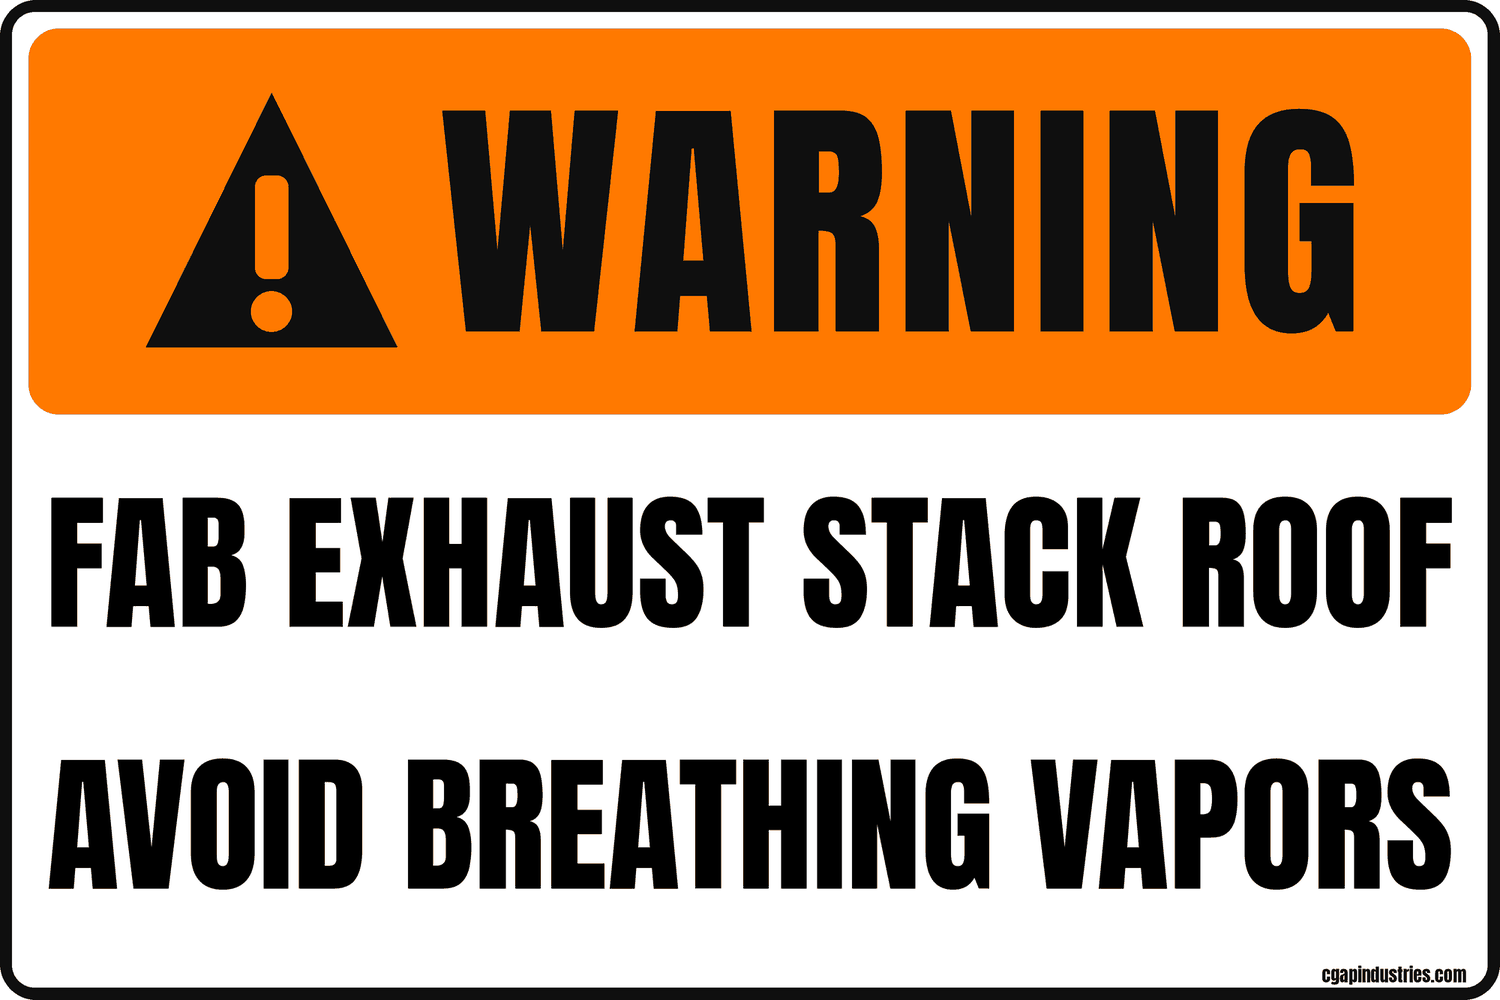 WARNING
FAB EXHAUST STACK ROOF
AVOID BREATHING VAPORS
cgapindustries.com